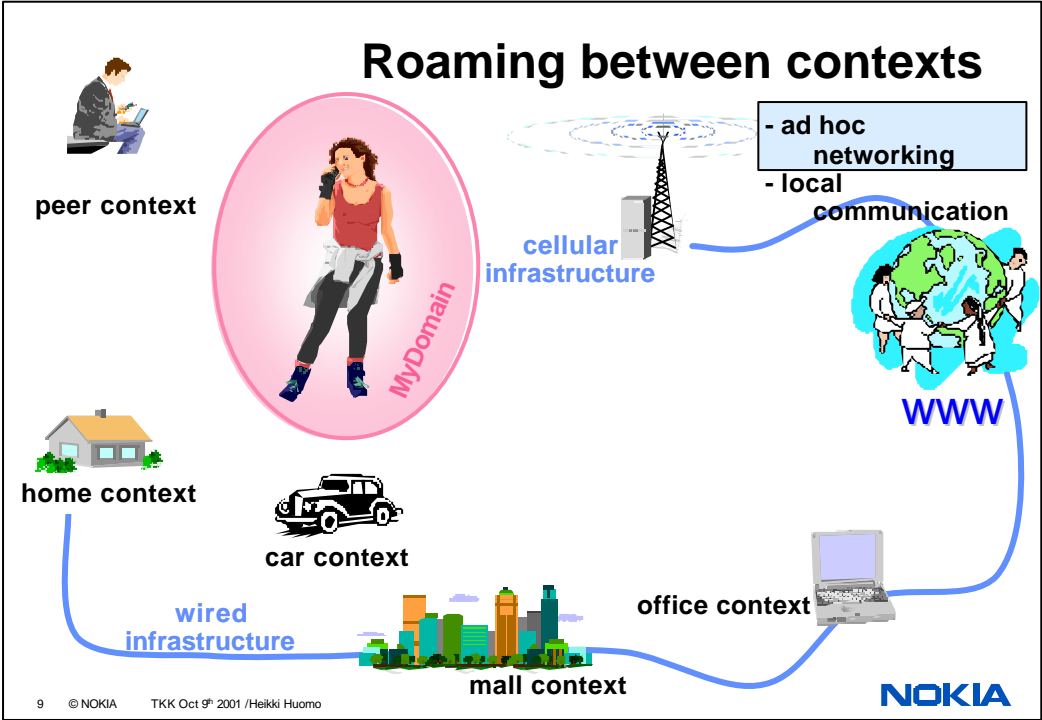 Roaming between contexts
- ad hoc
networking
- local
communication
peer context
cellular
infrastructure
MyDomain
WWW
home context
car context
office context
wired
infrastructure
mall context
9 © NOKIA TKK Oct 9th 2001 /Heikki Huomo
NOKIA